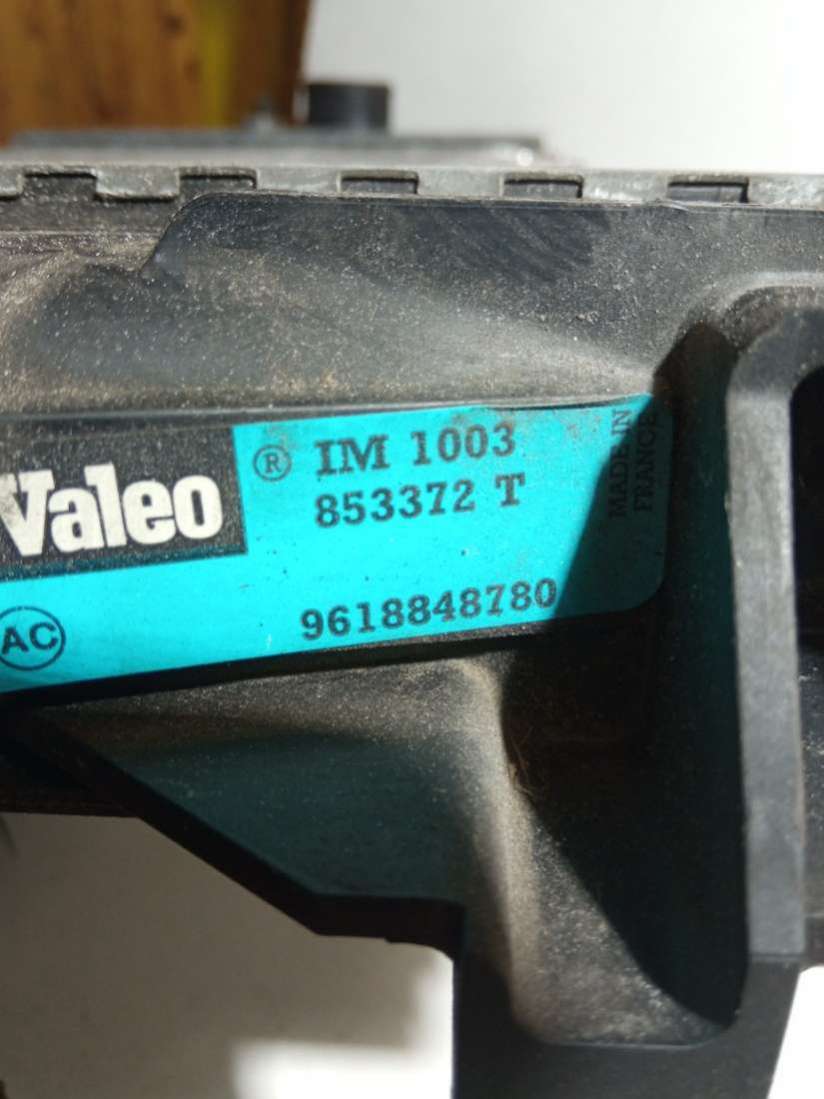 Valeo
® IM 1003
853372 T
MADE IN
FRANCE
AC
9618848780